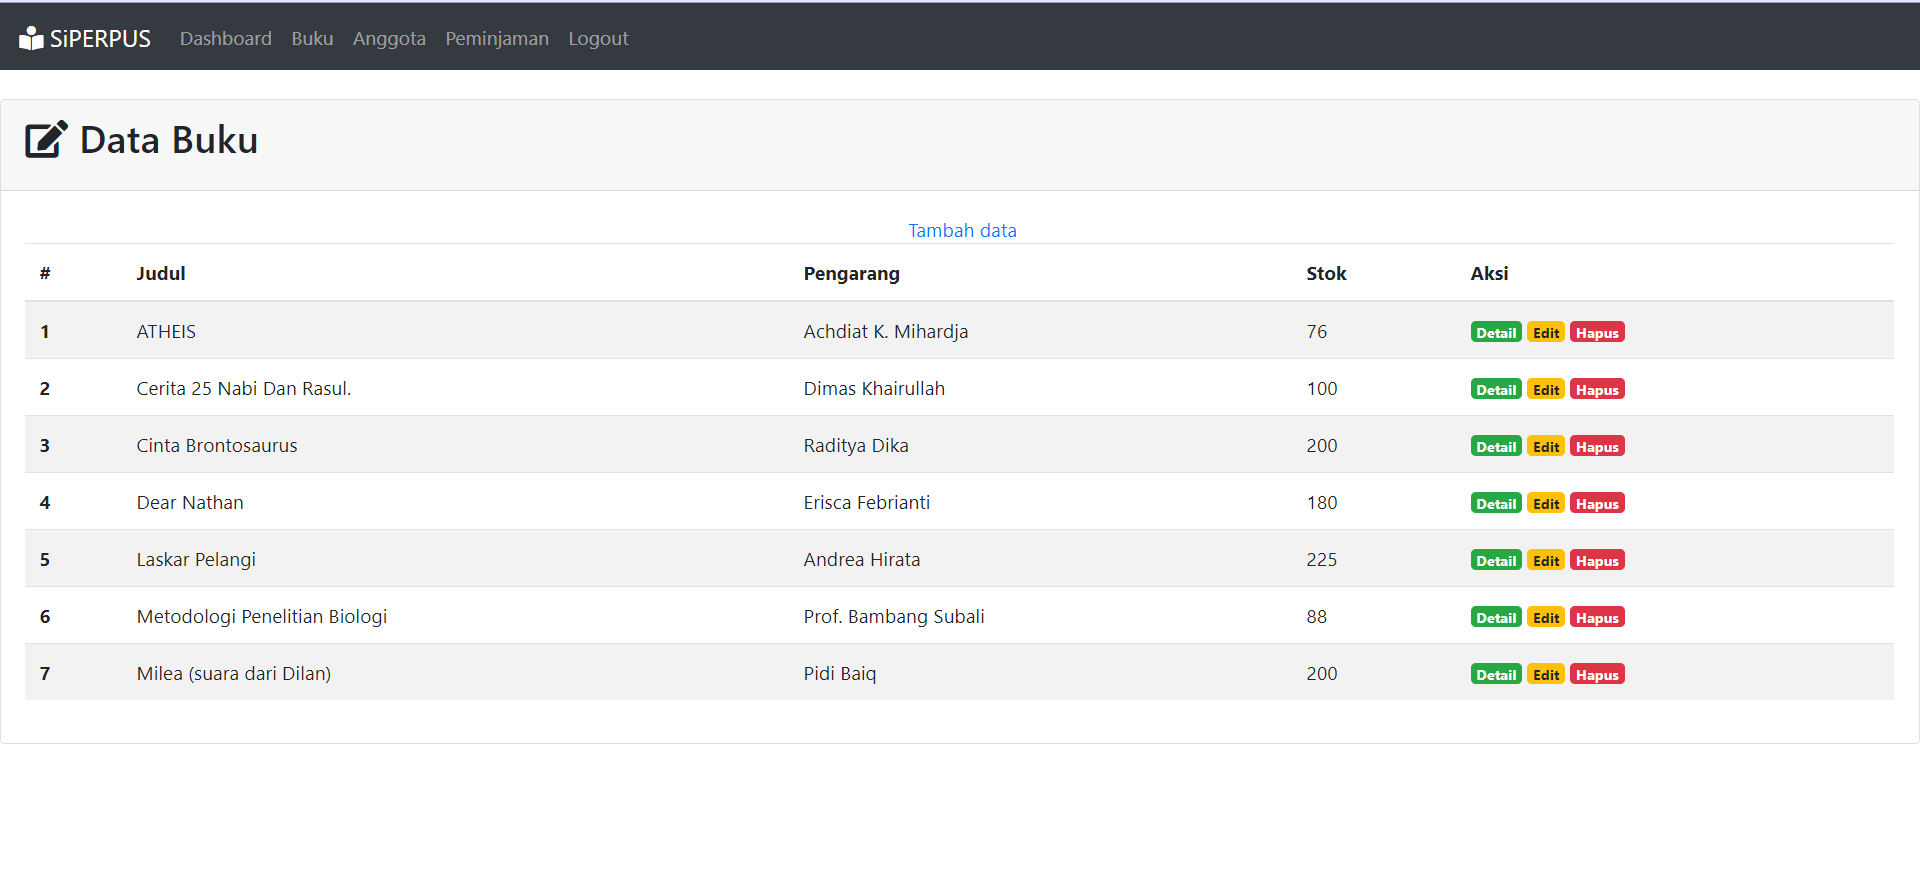 SiPERPUS Dashboard Buku Anggota Peminjaman Logout
Data Buku
Tambah data
# Judul Pengarang Stok Aksi
1 ATHEIS Achdiat K. Mihardja 76 Detail Edit Hapus
2 Cerita 25 Nabi Dan Rasul. Dimas Khairullah 100 Detail Edit Hapus
3 Cinta Brontosaurus Raditya Dika 200 Detail Edit Hapus
4 Dear Nathan Erisca Febrianti 180 Detail Edit Hapus
5 Laskar Pelangi Andrea Hirata 225 Detail Edit Hapus
6 Metodologi Penelitian Biologi Prof. Bambang Subali 88 Detail Edit Hapus
7 Milea (suara dari Dilan) Pidi Baiq 200 Detail Edit Hapus